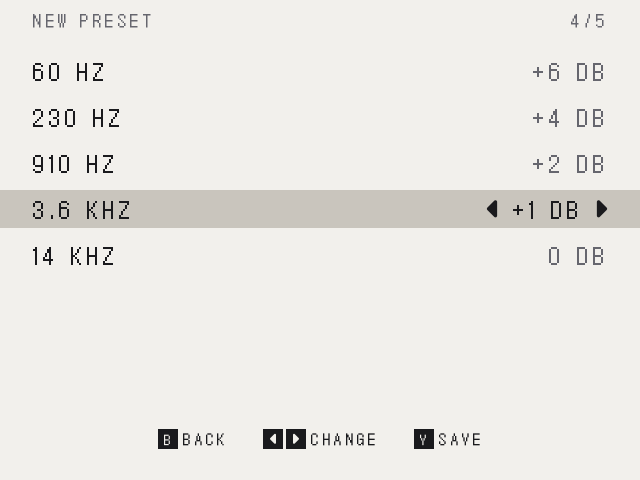 NEW PRESET 4/5
60 HZ +6 DB
230 HZ +4 DB
910 HZ +2 DB
3.6 KHZ +1 DB
14 KHZ 0 DB
B BACK CHANGE Y SAVE